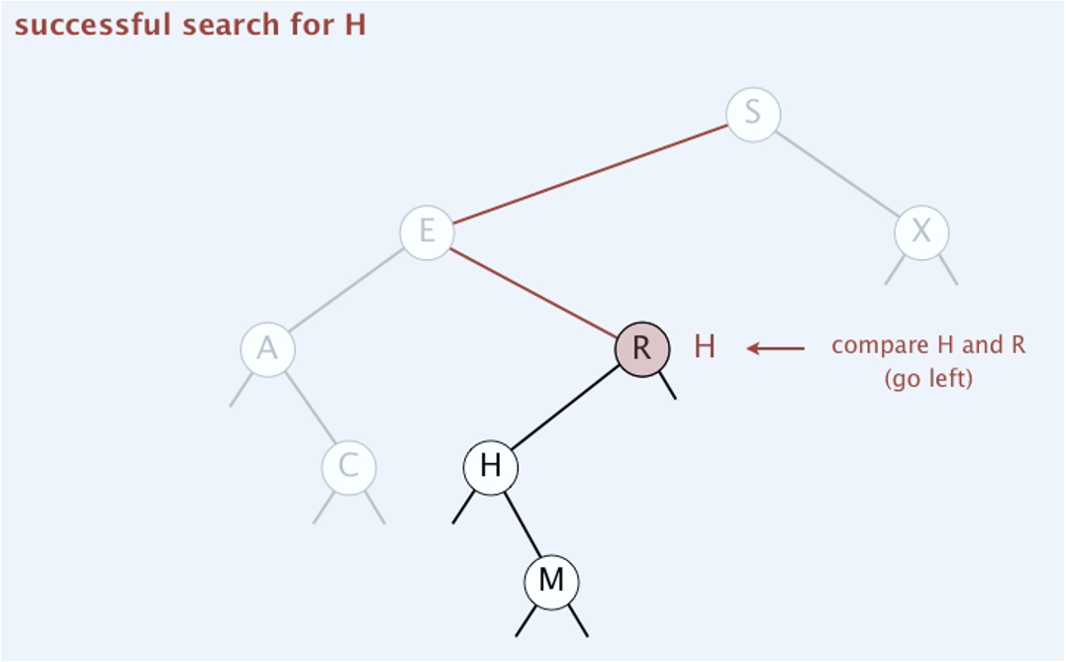 successful search for H
S
E
X
A
R
H
compare H and R
(go left)
C
H
M